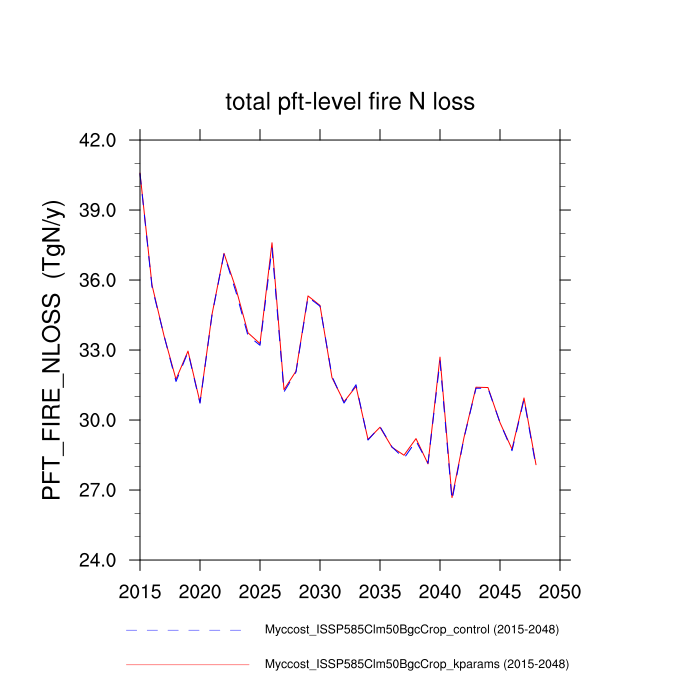 total pft-level fire N loss
PFT_FIRE_NLOSS (TgN/y)
42.0
39.0
36.0
33.0
30.0
27.0
24.0
2015 2020 2025 2030 2035 2040 2045 2050
Myccost_ISSP585Clm50BgcCrop_control (2015-2048)
Myccost_ISSP585Clm50BgcCrop_kparams (2015-2048)